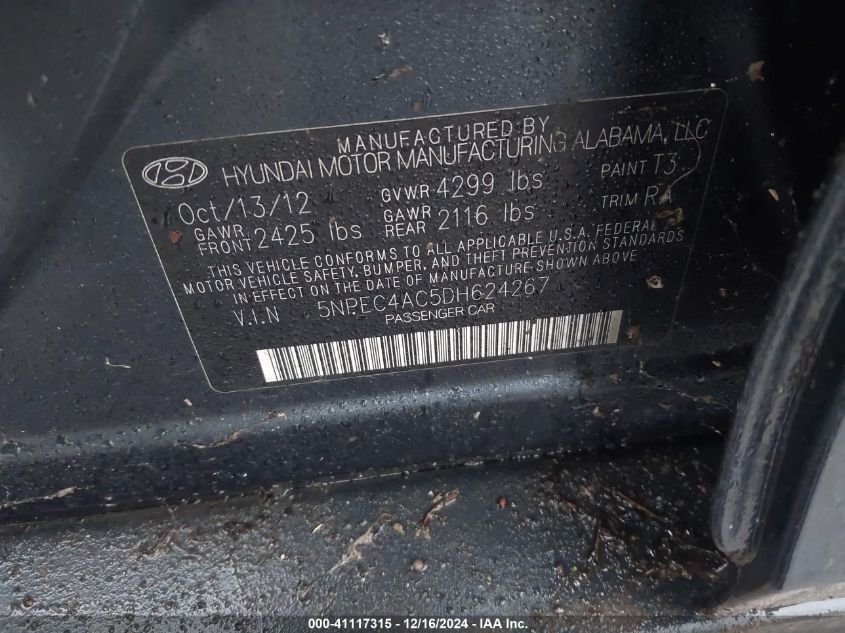 MANUFACTURED BY
HYUNDAI MOTOR MANUFACTURING ALABAMA, LLC
Oct/13/12 GVWR 4299 lbs PAINT T3
GAWR FRONT 2425 lbs GAWR REAR 2116 lbs TRIM RA
THIS VEHICLE CONFORMS TO ALL APPLICABLE U.S.A. FEDERAL
MOTOR VEHICLE SAFETY, BUMPER, AND THEFT PREVENTION STANDARDS
IN EFFECT ON THE DATE OF MANUFACTURE SHOWN ABOVE
V.I.N 5NPEC4AC5DH624267
PASSENGER CAR
000-41117315 - 12/16/2024 - IAA Inc.